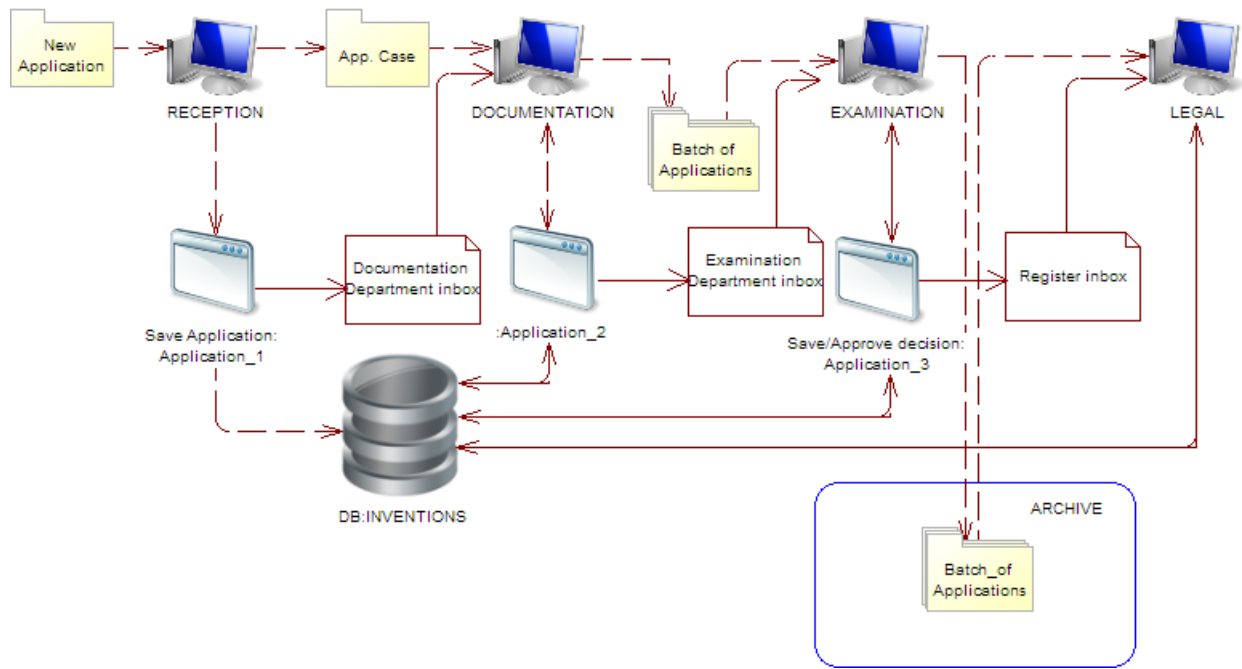 New
Application
App. Case
RECEPTION
DOCUMENTATION
EXAMINATION
LEGAL
Batch of
Applications
Documentation
Department inbox
Examination
Department inbox
Register inbox
Save Application:
Application_1
:Application_2
Save/Approve decision:
Application_3
DB:INVENTIONS
ARCHIVE
Batch_of
Applications